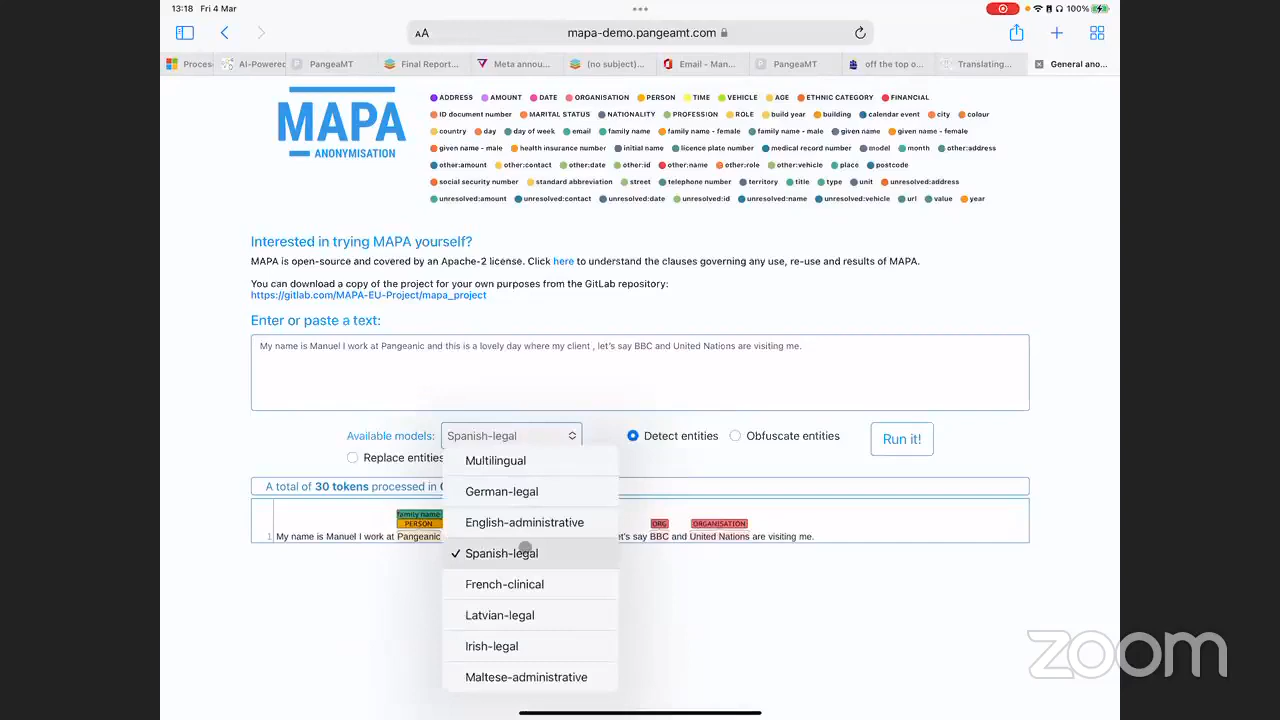 13:18 Fri 4 Mar
100%
AA mapa-demo.pangeamt.com
Proces
AI-Powered
PangeaMT
Final Report...
Meta annou...
(no subject)...
Email - Man...
PangeaMT
off the top o...
Translating...
General ano...
MAPA
ANONYMISATION
ADDRESS AMOUNT DATE ORGANISATION PERSON TIME VEHICLE AGE ETHNIC CATEGORY FINANCIAL
ID document number MARITAL STATUS NATIONALITY PROFESSION ROLE build year building calendar event city colour
country day day of week email family name family name - female family name - male given name given name - female
given name - male health insurance number initial name licence plate number medical record number model month other:address
other:amount other:contact other:date other:id other:name other:role other:vehicle place postcode
social security number standard abbreviation street telephone number territory title type unit unresolved:address
unresolved:amount unresolved:contact unresolved:date unresolved:id unresolved:name unresolved:vehicle url value year
Interested in trying MAPA yourself?
MAPA is open-source and covered by an Apache-2 license. Click here to understand the clauses governing any use, re-use and results of MAPA.
You can download a copy of the project for your own purposes from the GitLab repository:
https://gitlab.com/MAPA-EU-Project/mapa_project
Enter or paste a text:
My name is Manuel I work at Pangeanic and this is a lovely day where my client , let's say BBC and United Nations are visiting me.
Available models: Spanish-legal Detect entities Obfuscate entities Run it!
Replace entities
Multilingual
German-legal
English-administrative
Spanish-legal
French-clinical
Latvian-legal
Irish-legal
Maltese-administrative
A total of 30 tokens processed in
family name
PERSON ORG ORGANISATION
1 My name is Manuel I work at Pangeanic let's say BBC and United Nations are visiting me.
zoom